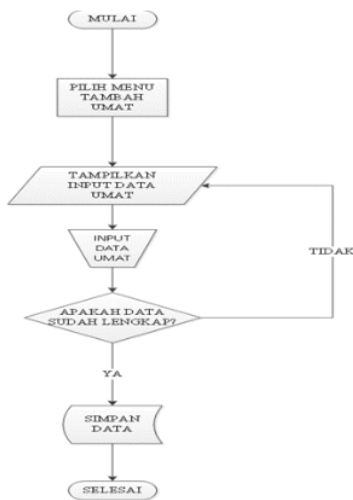 MULAI
PILIH MENU
TAMBAH
UMAT
TAMPILKAN
INPUT DATA
UMAT
INPUT
DATA
UMAT
TIDAK
APAKAH DATA
SUDAH LENGKAP?
YA
SIMPAN
DATA
SELESAI